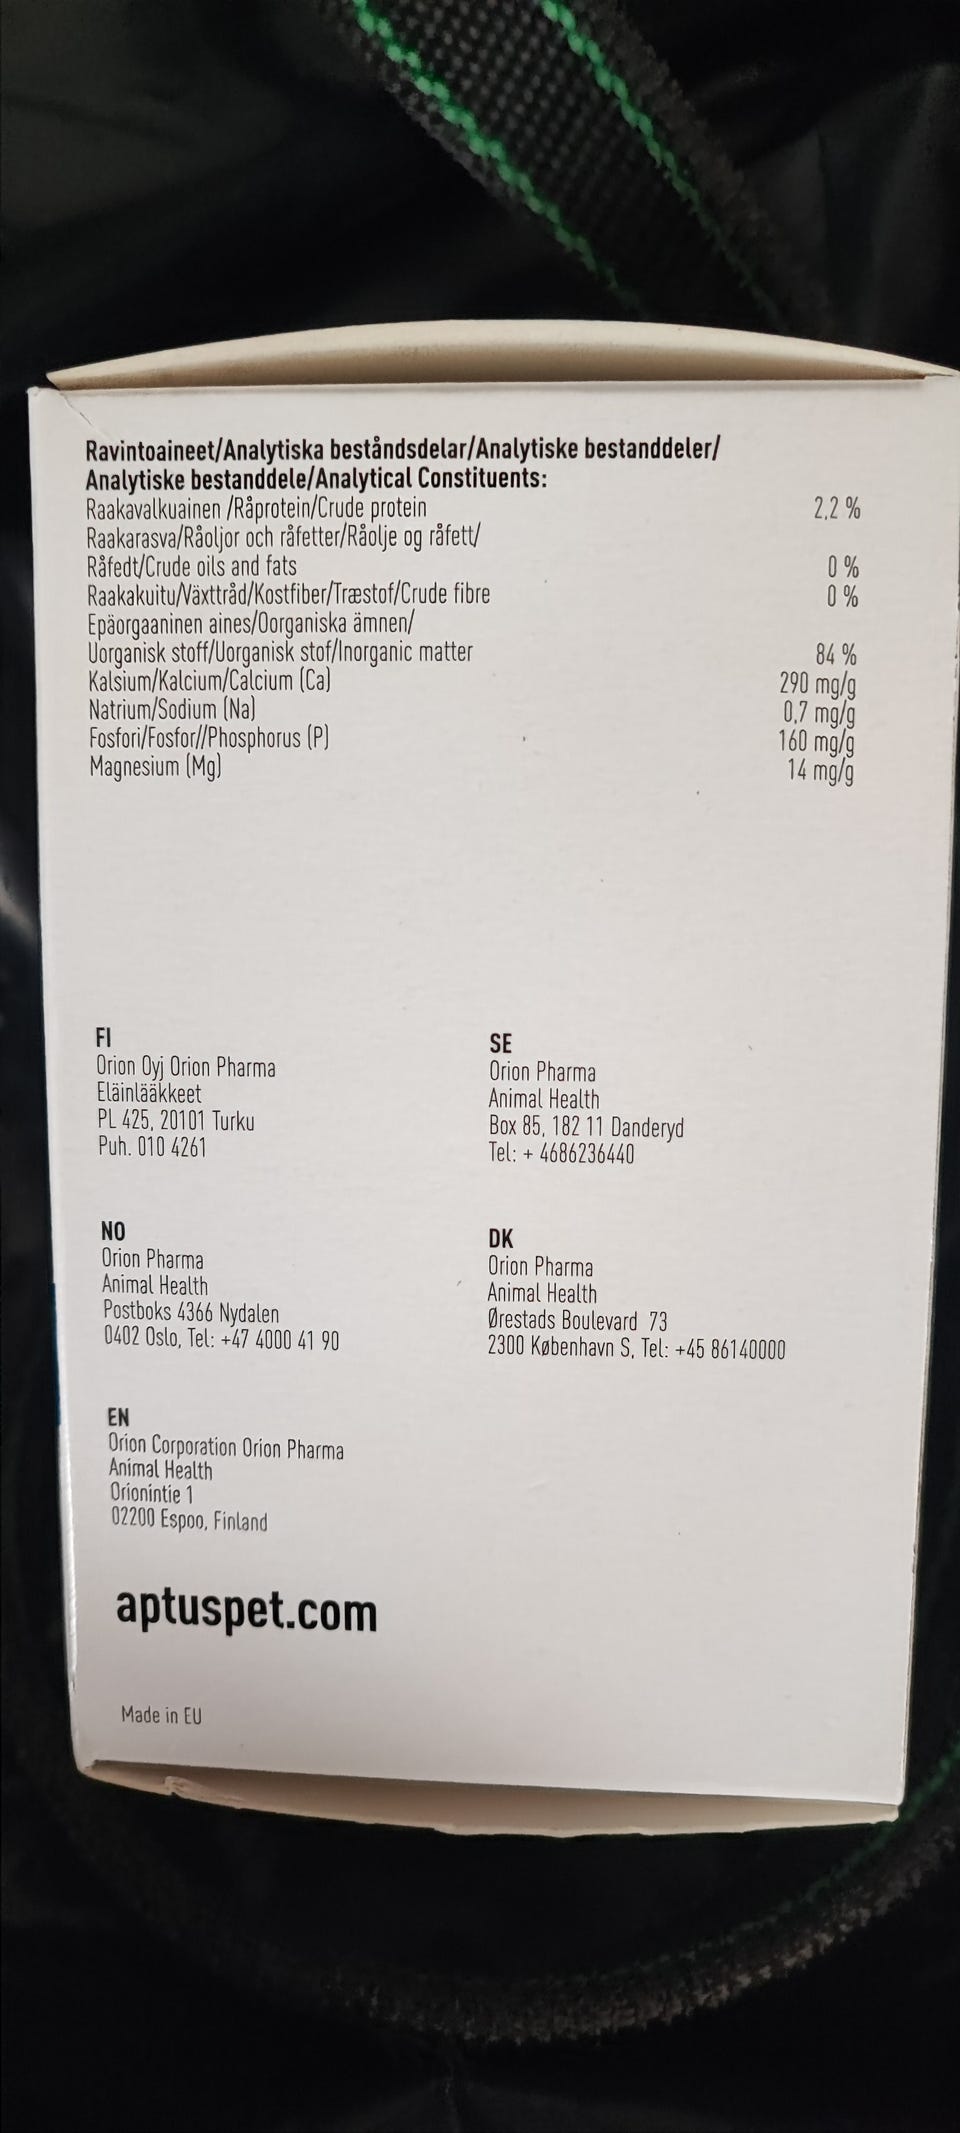 Ravintoaineet/Analytiska beståndsdelar/Analytiske bestanddeler/
Analytiske bestanddele/Analytical Constituents:
Raakavalkuainen /Råprotein/Crude protein 2,2 %
Raakarasva/Råoljor och råfetter/Råolje og råfett/
Råfedt/Crude oils and fats 0 %
Raakakuitu/Växttråd/Kostfiber/Træstof/Crude fibre 0 %
Epäorgaaninen aines/Oorganiska ämnen/
Uorganisk stoff/Uorganisk stof/Inorganic matter 84 %
Kalsium/Kalcium/Calcium (Ca) 290 mg/g
Natrium/Sodium (Na) 0,7 mg/g
Fosfori/Fosfor//Phosphorus (P) 160 mg/g
Magnesium (Mg) 14 mg/g
FI
Orion Oyj Orion Pharma
Eläinlääkkeet
PL 425, 20101 Turku
Puh. 010 4261
SE
Orion Pharma
Animal Health
Box 85, 182 11 Danderyd
Tel: + 4686236440
NO
Orion Pharma
Animal Health
Postboks 4366 Nydalen
0402 Oslo, Tel: +47 4000 41 90
DK
Orion Pharma
Animal Health
Ørestads Boulevard 73
2300 København S, Tel: +45 86140000
EN
Orion Corporation Orion Pharma
Animal Health
Orionintie 1
02200 Espoo, Finland
aptuspet.com
Made in EU